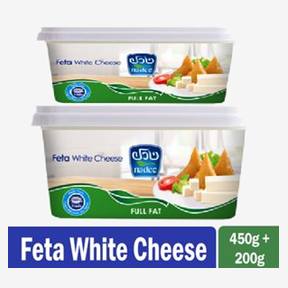 Feta White Cheese
نادك
nadec
FULL FAT
Feta White Cheese
نادك
nadec
FULL FAT
Feta White Cheese
450g +
200g